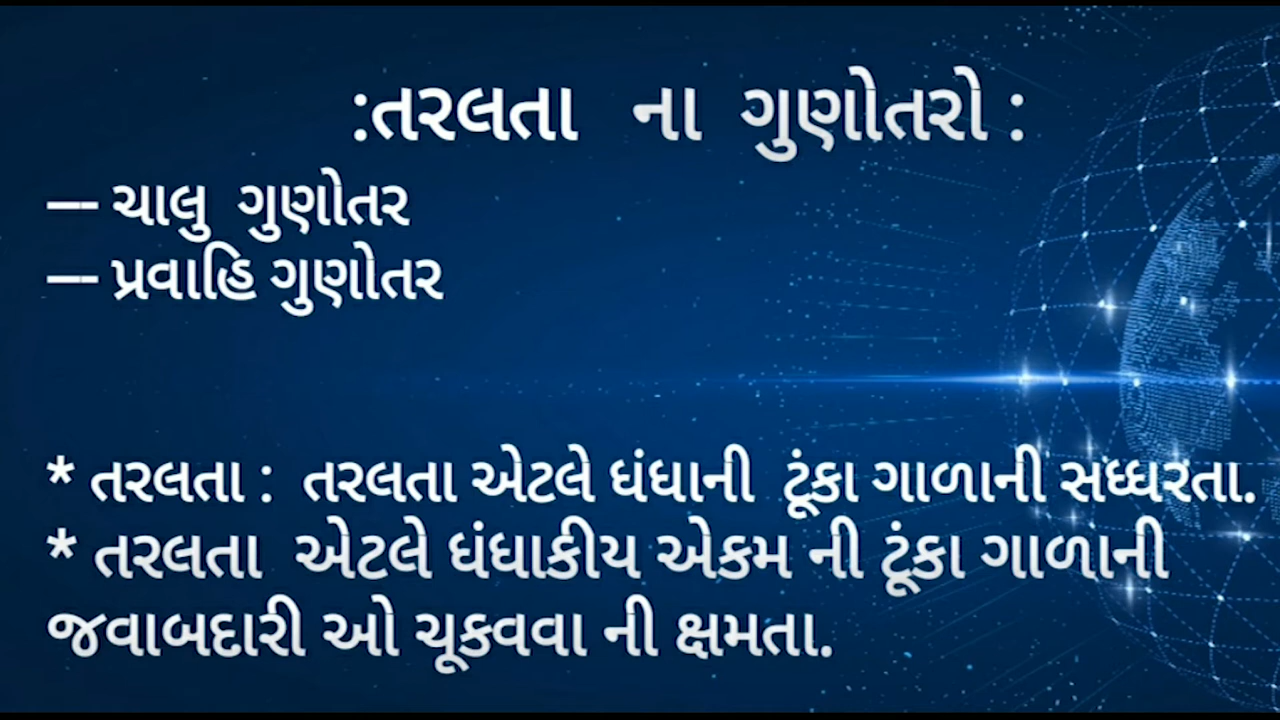 :તરલતા ના ગુણોતરો :
-- ચાલુ ગુણોતર
-- પ્રવાહિ ગુણોતર
* તરલતા : તરલતા એટલે ધંધાની ટૂંકા ગાળાની સધ્ધરતા.
* તરલતા એટલે ધંધાકીય એકમ ની ટૂંકા ગાળાની
જવાબદારી ઓ ચૂકવવા ની ક્ષમતા.